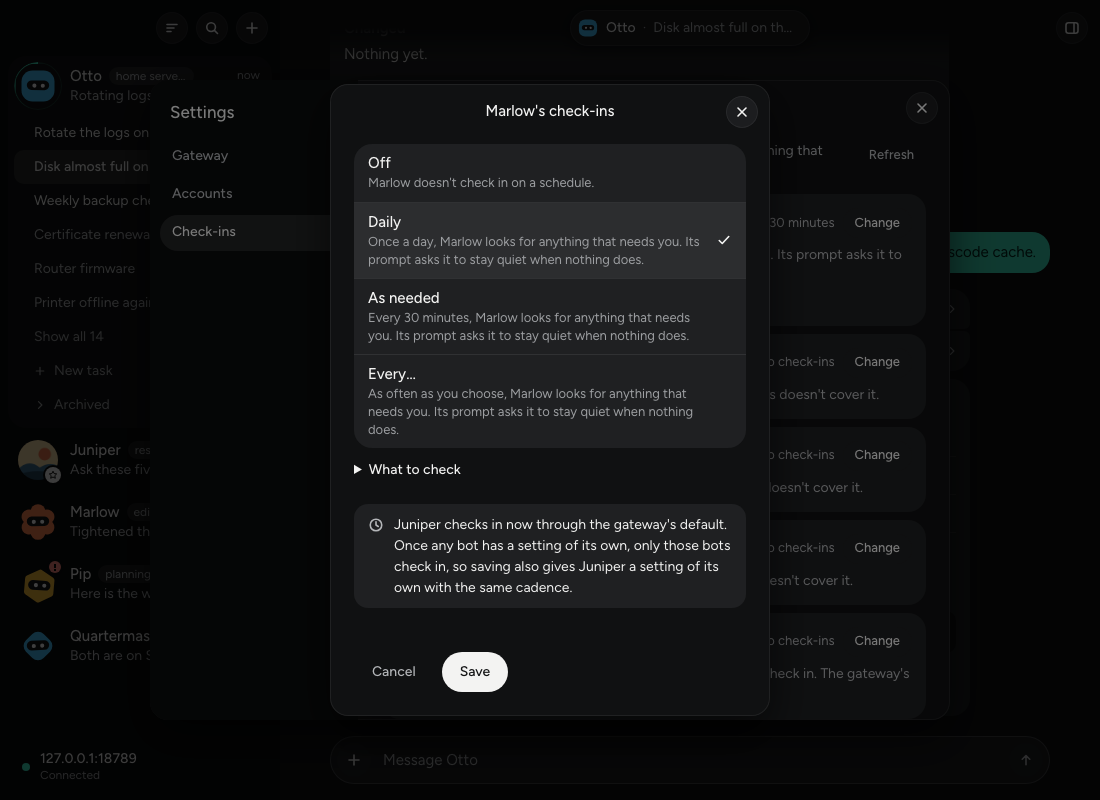 Otto · Disk almost full on th...
Nothing yet.
Otto home serve... now
Rotating logs
Rotate the logs on
Disk almost full on
Weekly backup che
Certificate renewa
Router firmware
Printer offline again
Show all 14
New task
Archived
Juniper res
Ask these five
Marlow edi
Tightened th
Pip planning
Here is the w
Quartermas
Both are on S
127.0.0.1:18789
Connected
Settings
Gateway
Accounts
Check-ins
Marlow's check-ins
Off
Marlow doesn't check in on a schedule.
Daily
Once a day, Marlow looks for anything that needs you. Its
prompt asks it to stay quiet when nothing does.
As needed
Every 30 minutes, Marlow looks for anything that needs
you. Its prompt asks it to stay quiet when nothing does.
Every...
As often as you choose, Marlow looks for anything that
needs you. Its prompt asks it to stay quiet when nothing
does.
What to check
Juniper checks in now through the gateway's default.
Once any bot has a setting of its own, only those bots
check in, so saving also gives Juniper a setting of its
own with the same cadence.
Cancel
Save
hing that
Refresh
30 minutes Change
. Its prompt asks it to
scode cache.
o check-ins Change
s doesn't cover it.
o check-ins Change
doesn't cover it.
o check-ins Change
esn't cover it.
o check-ins Change
heck in. The gateway's
Message Otto